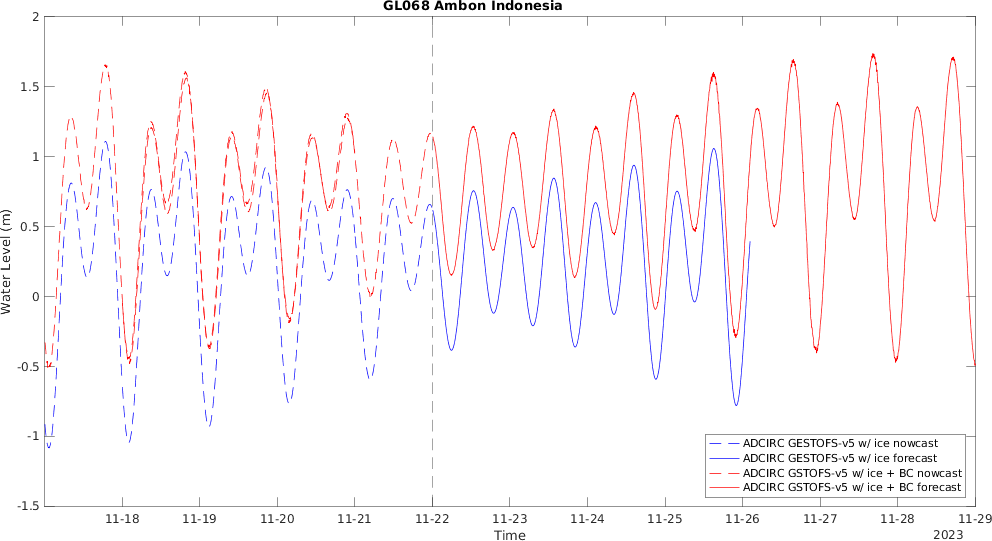 GL068 Ambon Indonesia
Water Level (m)
2
1.5
1
0.5
0
-0.5
-1
-1.5
ADCIRC GESTOFS-v5 w/ ice nowcast
ADCIRC GESTOFS-v5 w/ ice forecast
ADCIRC GSTOFS-v5 w/ ice + BC nowcast
ADCIRC GSTOFS-v5 w/ ice + BC forecast
11-18 11-19 11-20 11-21 11-22 11-23 11-24 11-25 11-26 11-27 11-28 11-29
Time
2023